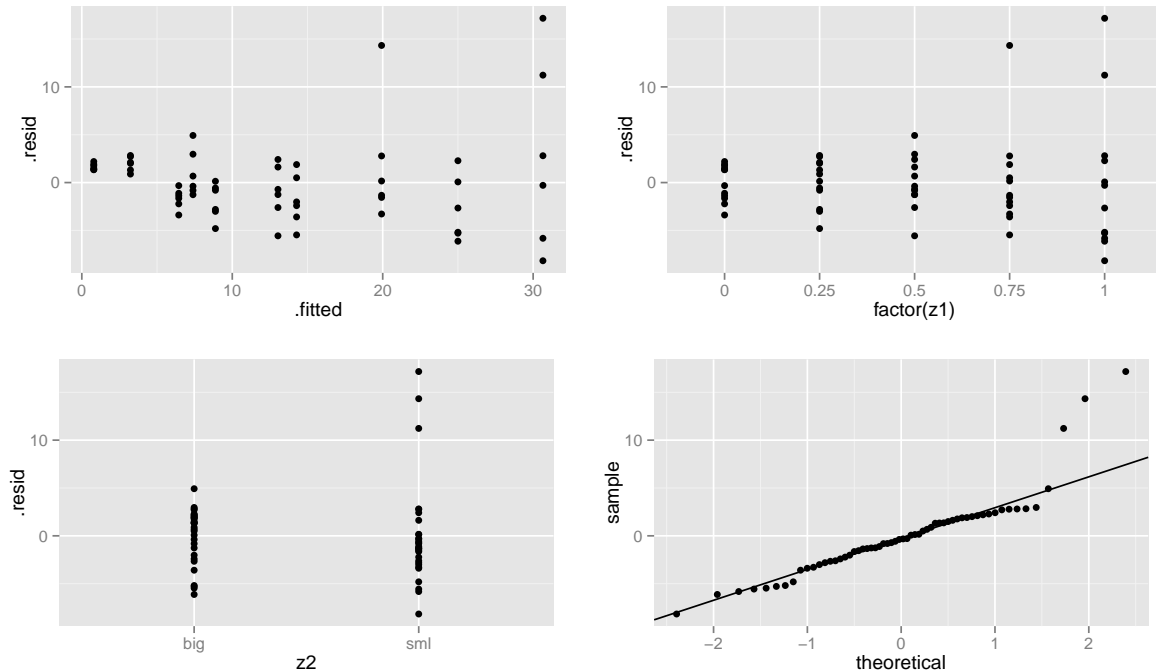 .resid
10
0
0
10
20
30
.fitted
.resid
10
0
0
0.25
0.5
0.75
1
factor(z1)
.resid
10
0
big
sml
z2
sample
10
0
−2
−1
0
1
2
theoretical